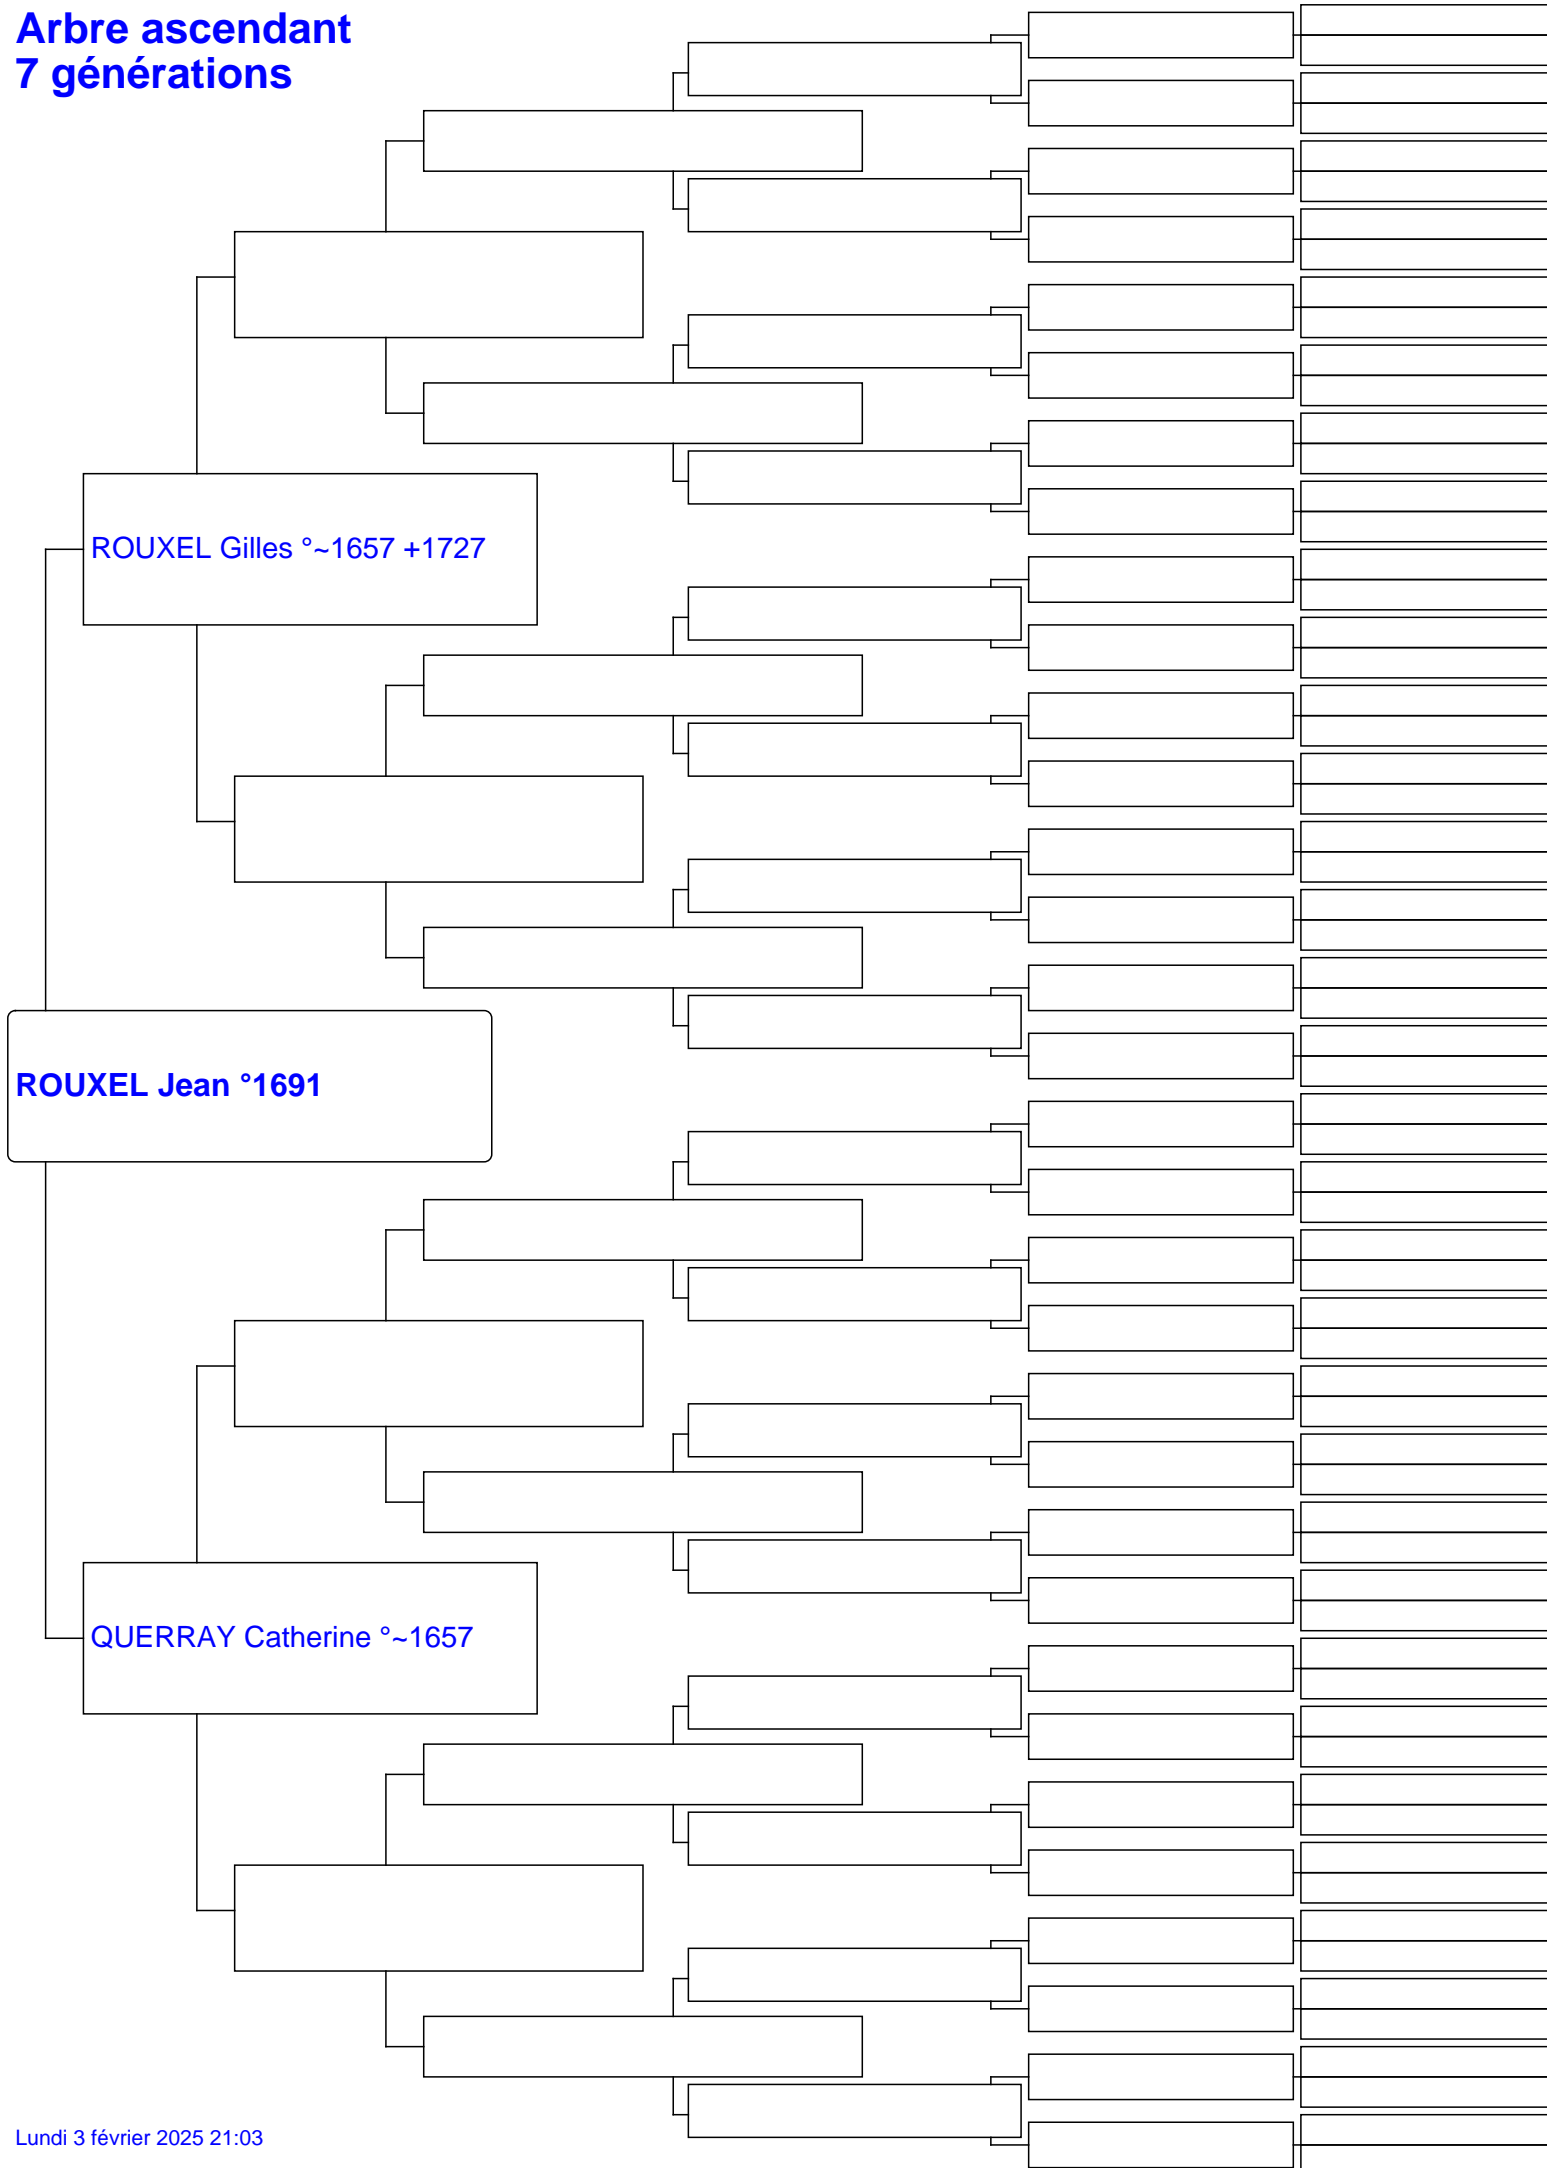 Arbre ascendant
7 générations
ROUXEL Gilles °~1657 +1727
ROUXEL Jean °1691
QUERRAY Catherine °~1657
Lundi 3 février 2025 21:03